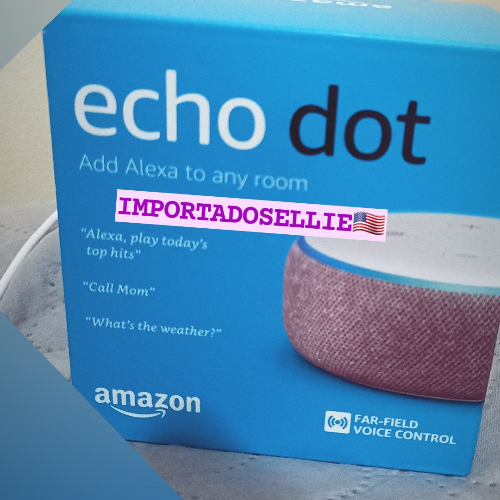 echo dot
Add Alexa to any room
IMPORTADOSELLIE🇺🇸
"Alexa, play today's
top hits"
"Call Mom"
"What's the weather?"
amazon
FAR-FIELD
VOICE CONTROL